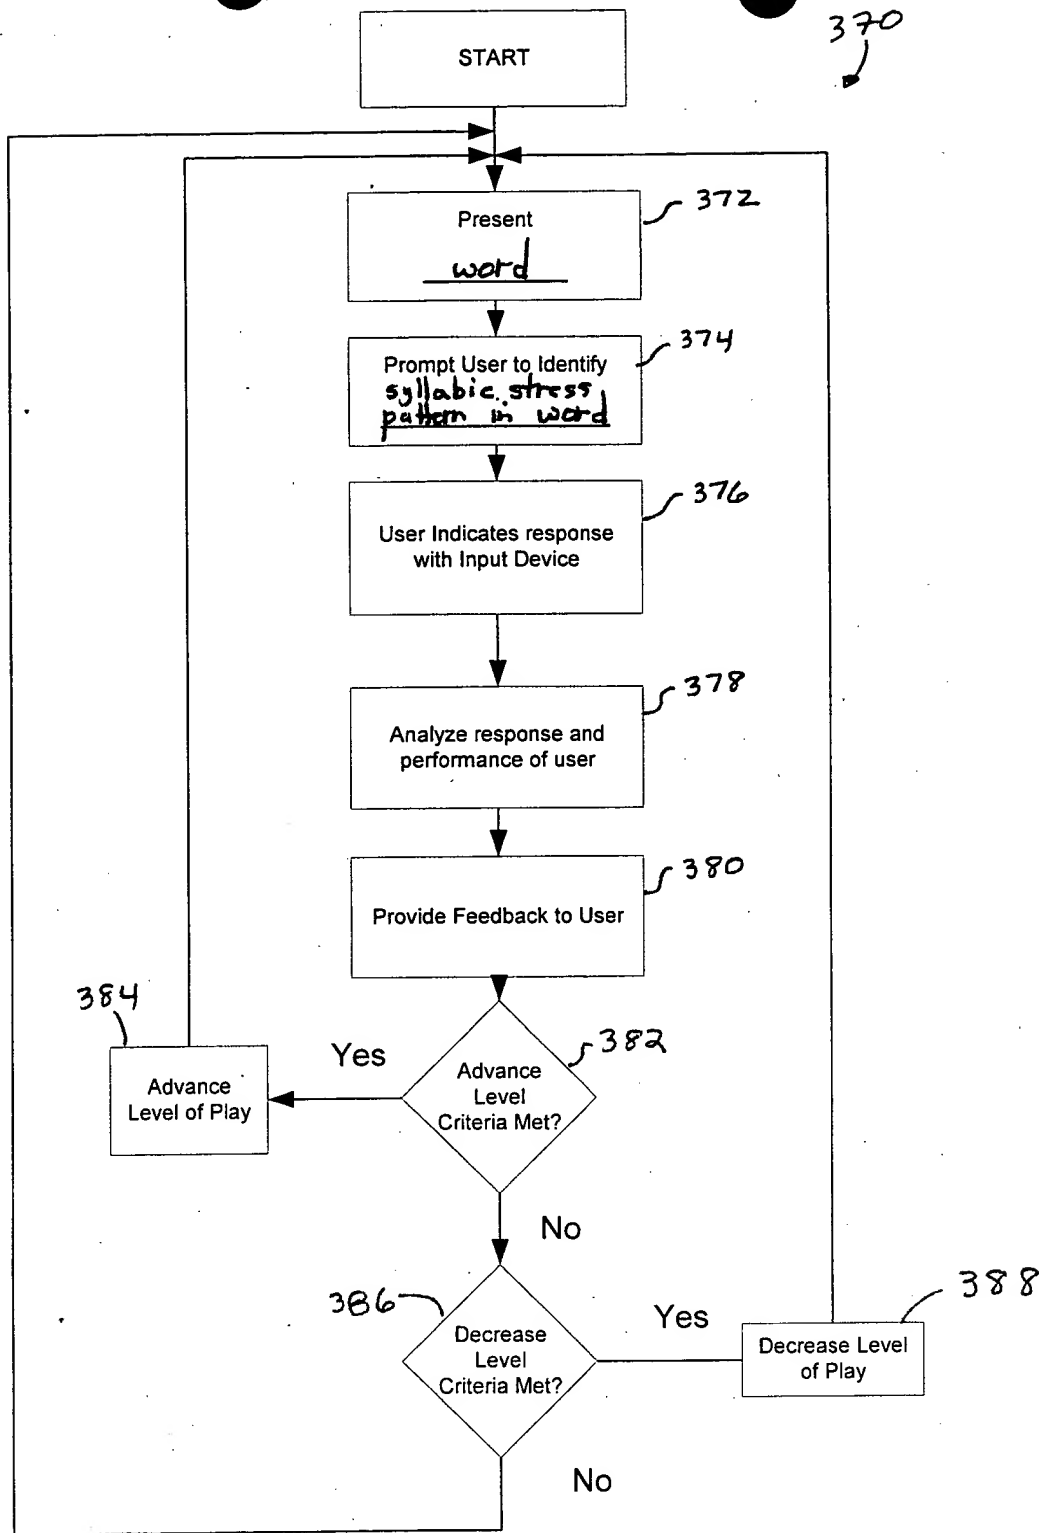 370
START
372
Present
word
374
Prompt User to Identify
syllabic stress
pattern in word
376
User Indicates response
with Input Device
378
Analyze response and
performance of user
380
Provide Feedback to User
384
382
Yes
Advance
Level of Play
Advance
Level
Criteria Met?
No
386
388
Yes
Decrease
Level
Criteria Met?
Decrease Level
of Play
No